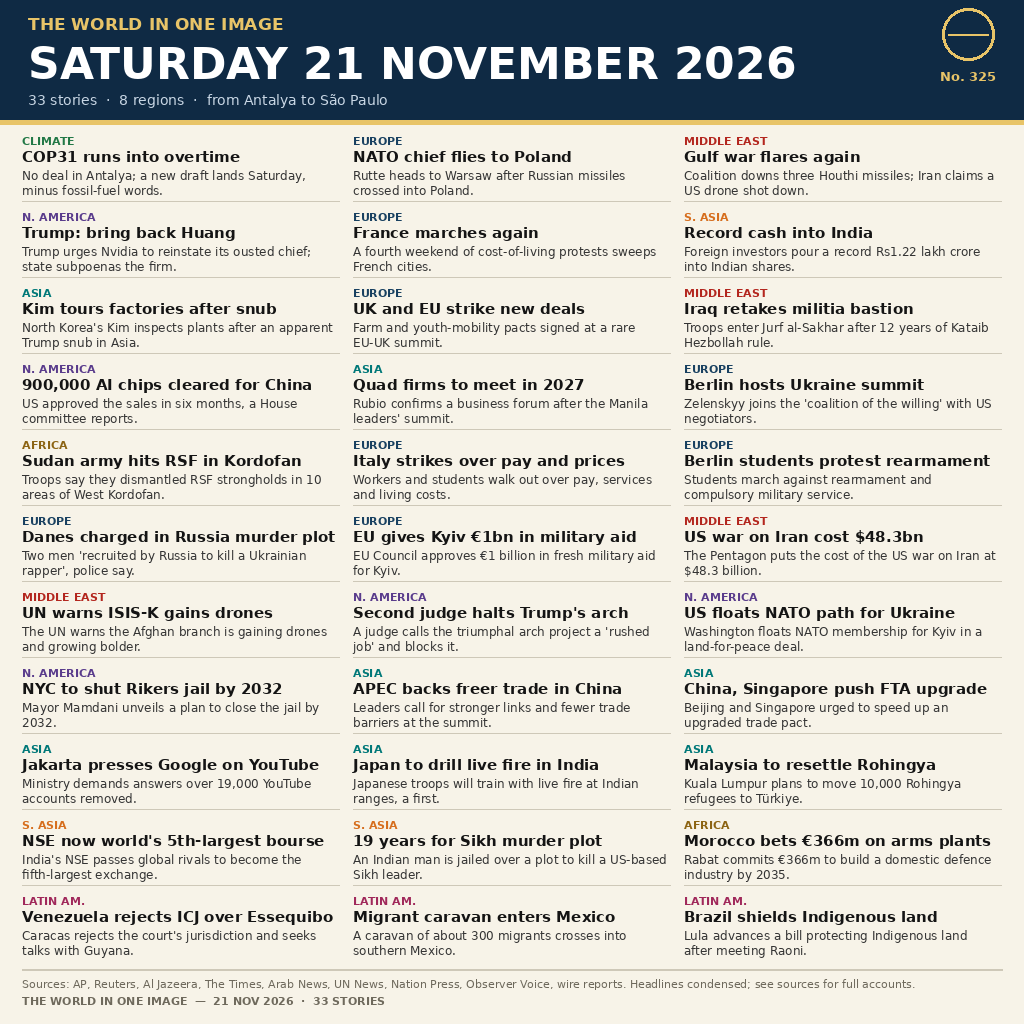 THE WORLD IN ONE IMAGE
SATURDAY 21 NOVEMBER 2026
33 stories · 8 regions · from Antalya to São Paulo
No. 325
CLIMATE
COP31 runs into overtime
No deal in Antalya; a new draft lands Saturday,
minus fossil-fuel words.
EUROPE
NATO chief flies to Poland
Rutte heads to Warsaw after Russian missiles
crossed into Poland.
MIDDLE EAST
Gulf war flares again
Coalition downs three Houthi missiles; Iran claims a
US drone shot down.
N. AMERICA
Trump: bring back Huang
Trump urges Nvidia to reinstate its ousted chief;
state subpoenas the firm.
EUROPE
France marches again
A fourth weekend of cost-of-living protests sweeps
French cities.
S. ASIA
Record cash into India
Foreign investors pour a record Rs1.22 lakh crore
into Indian shares.
ASIA
Kim tours factories after snub
North Korea's Kim inspects plants after an apparent
Trump snub in Asia.
EUROPE
UK and EU strike new deals
Farm and youth-mobility pacts signed at a rare
EU-UK summit.
MIDDLE EAST
Iraq retakes militia bastion
Troops enter Jurf al-Sakhar after 12 years of Kataib
Hezbollah rule.
N. AMERICA
900,000 AI chips cleared for China
US approved the sales in six months, a House
committee reports.
ASIA
Quad firms to meet in 2027
Rubio confirms a business forum after the Manila
leaders' summit.
EUROPE
Berlin hosts Ukraine summit
Zelenskyy joins the 'coalition of the willing' with US
negotiators.
AFRICA
Sudan army hits RSF in Kordofan
Troops say they dismantled RSF strongholds in 10
areas of West Kordofan.
EUROPE
Italy strikes over pay and prices
Workers and students walk out over pay, services
and living costs.
EUROPE
Berlin students protest rearmament
Students march against rearmament and
compulsory military service.
EUROPE
Danes charged in Russia murder plot
Two men 'recruited by Russia to kill a Ukrainian
rapper', police say.
EUROPE
EU gives Kyiv €1bn in military aid
EU Council approves €1 billion in fresh military aid
for Kyiv.
MIDDLE EAST
US war on Iran cost $48.3bn
The Pentagon puts the cost of the US war on Iran at
$48.3 billion.
MIDDLE EAST
UN warns ISIS-K gains drones
The UN warns the Afghan branch is gaining drones
and growing bolder.
N. AMERICA
Second judge halts Trump's arch
A judge calls the triumphal arch project a 'rushed
job' and blocks it.
N. AMERICA
US floats NATO path for Ukraine
Washington floats NATO membership for Kyiv in a
land-for-peace deal.
N. AMERICA
NYC to shut Rikers jail by 2032
Mayor Mamdani unveils a plan to close the jail by
2032.
ASIA
APEC backs freer trade in China
Leaders call for stronger links and fewer trade
barriers at the summit.
ASIA
China, Singapore push FTA upgrade
Beijing and Singapore urged to speed up an
upgraded trade pact.
ASIA
Jakarta presses Google on YouTube
Ministry demands answers over 19,000 YouTube
accounts removed.
ASIA
Japan to drill live fire in India
Japanese troops will train with live fire at Indian
ranges, a first.
ASIA
Malaysia to resettle Rohingya
Kuala Lumpur plans to move 10,000 Rohingya
refugees to Türkiye.
S. ASIA
NSE now world's 5th-largest bourse
India's NSE passes global rivals to become the
fifth-largest exchange.
S. ASIA
19 years for Sikh murder plot
An Indian man is jailed over a plot to kill a US-based
Sikh leader.
AFRICA
Morocco bets €366m on arms plants
Rabat commits €366m to build a domestic defence
industry by 2035.
LATIN AM.
Venezuela rejects ICJ over Essequibo
Caracas rejects the court's jurisdiction and seeks
talks with Guyana.
LATIN AM.
Migrant caravan enters Mexico
A caravan of about 300 migrants crosses into
southern Mexico.
LATIN AM.
Brazil shields Indigenous land
Lula advances a bill protecting Indigenous land
after meeting Raoni.
Sources: AP, Reuters, Al Jazeera, The Times, Arab News, UN News, Nation Press, Observer Voice, wire reports. Headlines condensed; see sources for full accounts.
THE WORLD IN ONE IMAGE — 21 NOV 2026 · 33 STORIES